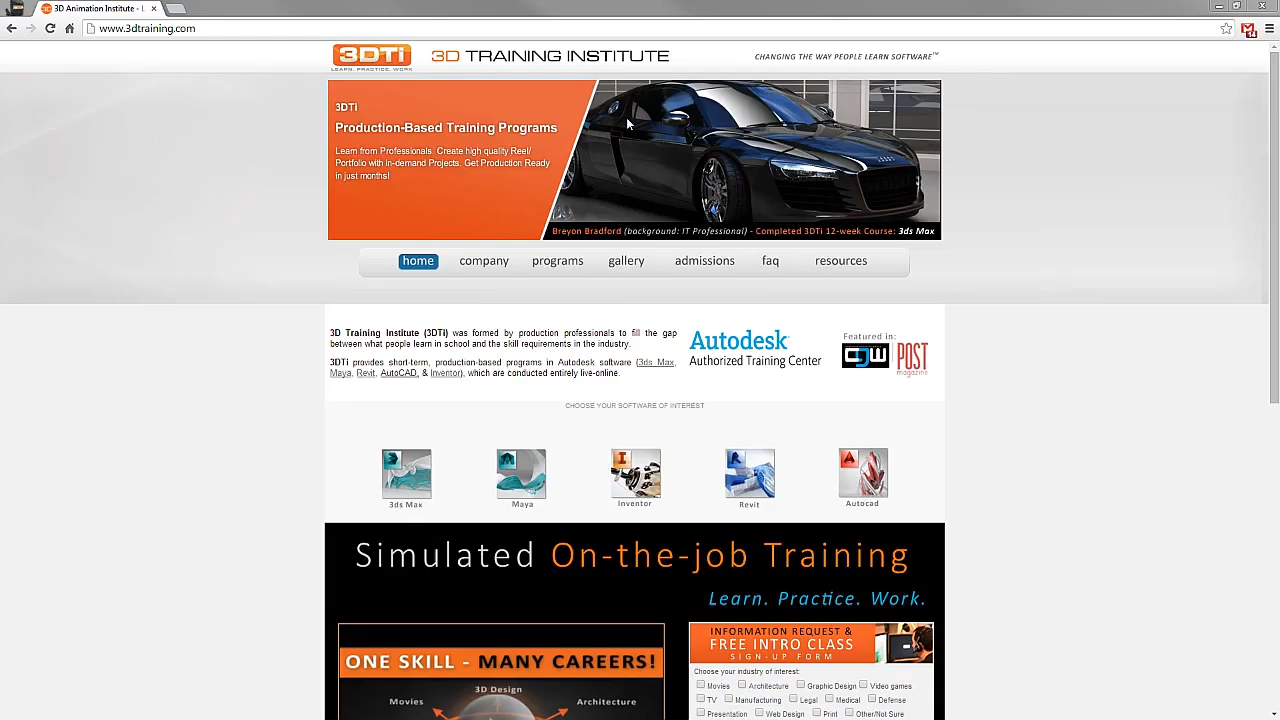 3D Animation Institute - L
www.3dtraining.com
3DTi
LEARN. PRACTICE. WORK
3D TRAINING INSTITUTE
CHANGING THE WAY PEOPLE LEARN SOFTWARE™
3DTi
Production-Based Training Programs
Learn from Professionals. Create high quality Reel/
Portfolio with in-demand Projects. Get Production Ready
in just months!
Breyon Bradford (background: IT Professional) - Completed 3DTi 12-week Course: 3ds Max
home company programs gallery admissions faq resources
3D Training Institute (3DTi) was formed by production professionals to fill the gap
between what people learn in school and the skill requirements in the industry.
3DTi provides short-term, production-based programs in Autodesk software (3ds Max,
Maya, Revit, AutoCAD, & Inventor), which are conducted entirely live-online.
Autodesk
Authorized Training Center
Featured in:
CGW
POST
magazine
CHOOSE YOUR SOFTWARE OF INTEREST
3ds Max Maya Inventor Revit Autocad
Simulated On-the-job Training
Learn. Practice. Work.
ONE SKILL - MANY CAREERS!
3D Design
Movies Architecture
INFORMATION REQUEST &
FREE INTRO CLASS
SIGN-UP FORM
Choose your industry of interest:
Movies Architecture Graphic Design Video games
TV Manufacturing Legal Medical Defense
Presentation Web Design Print Other/Not Sure